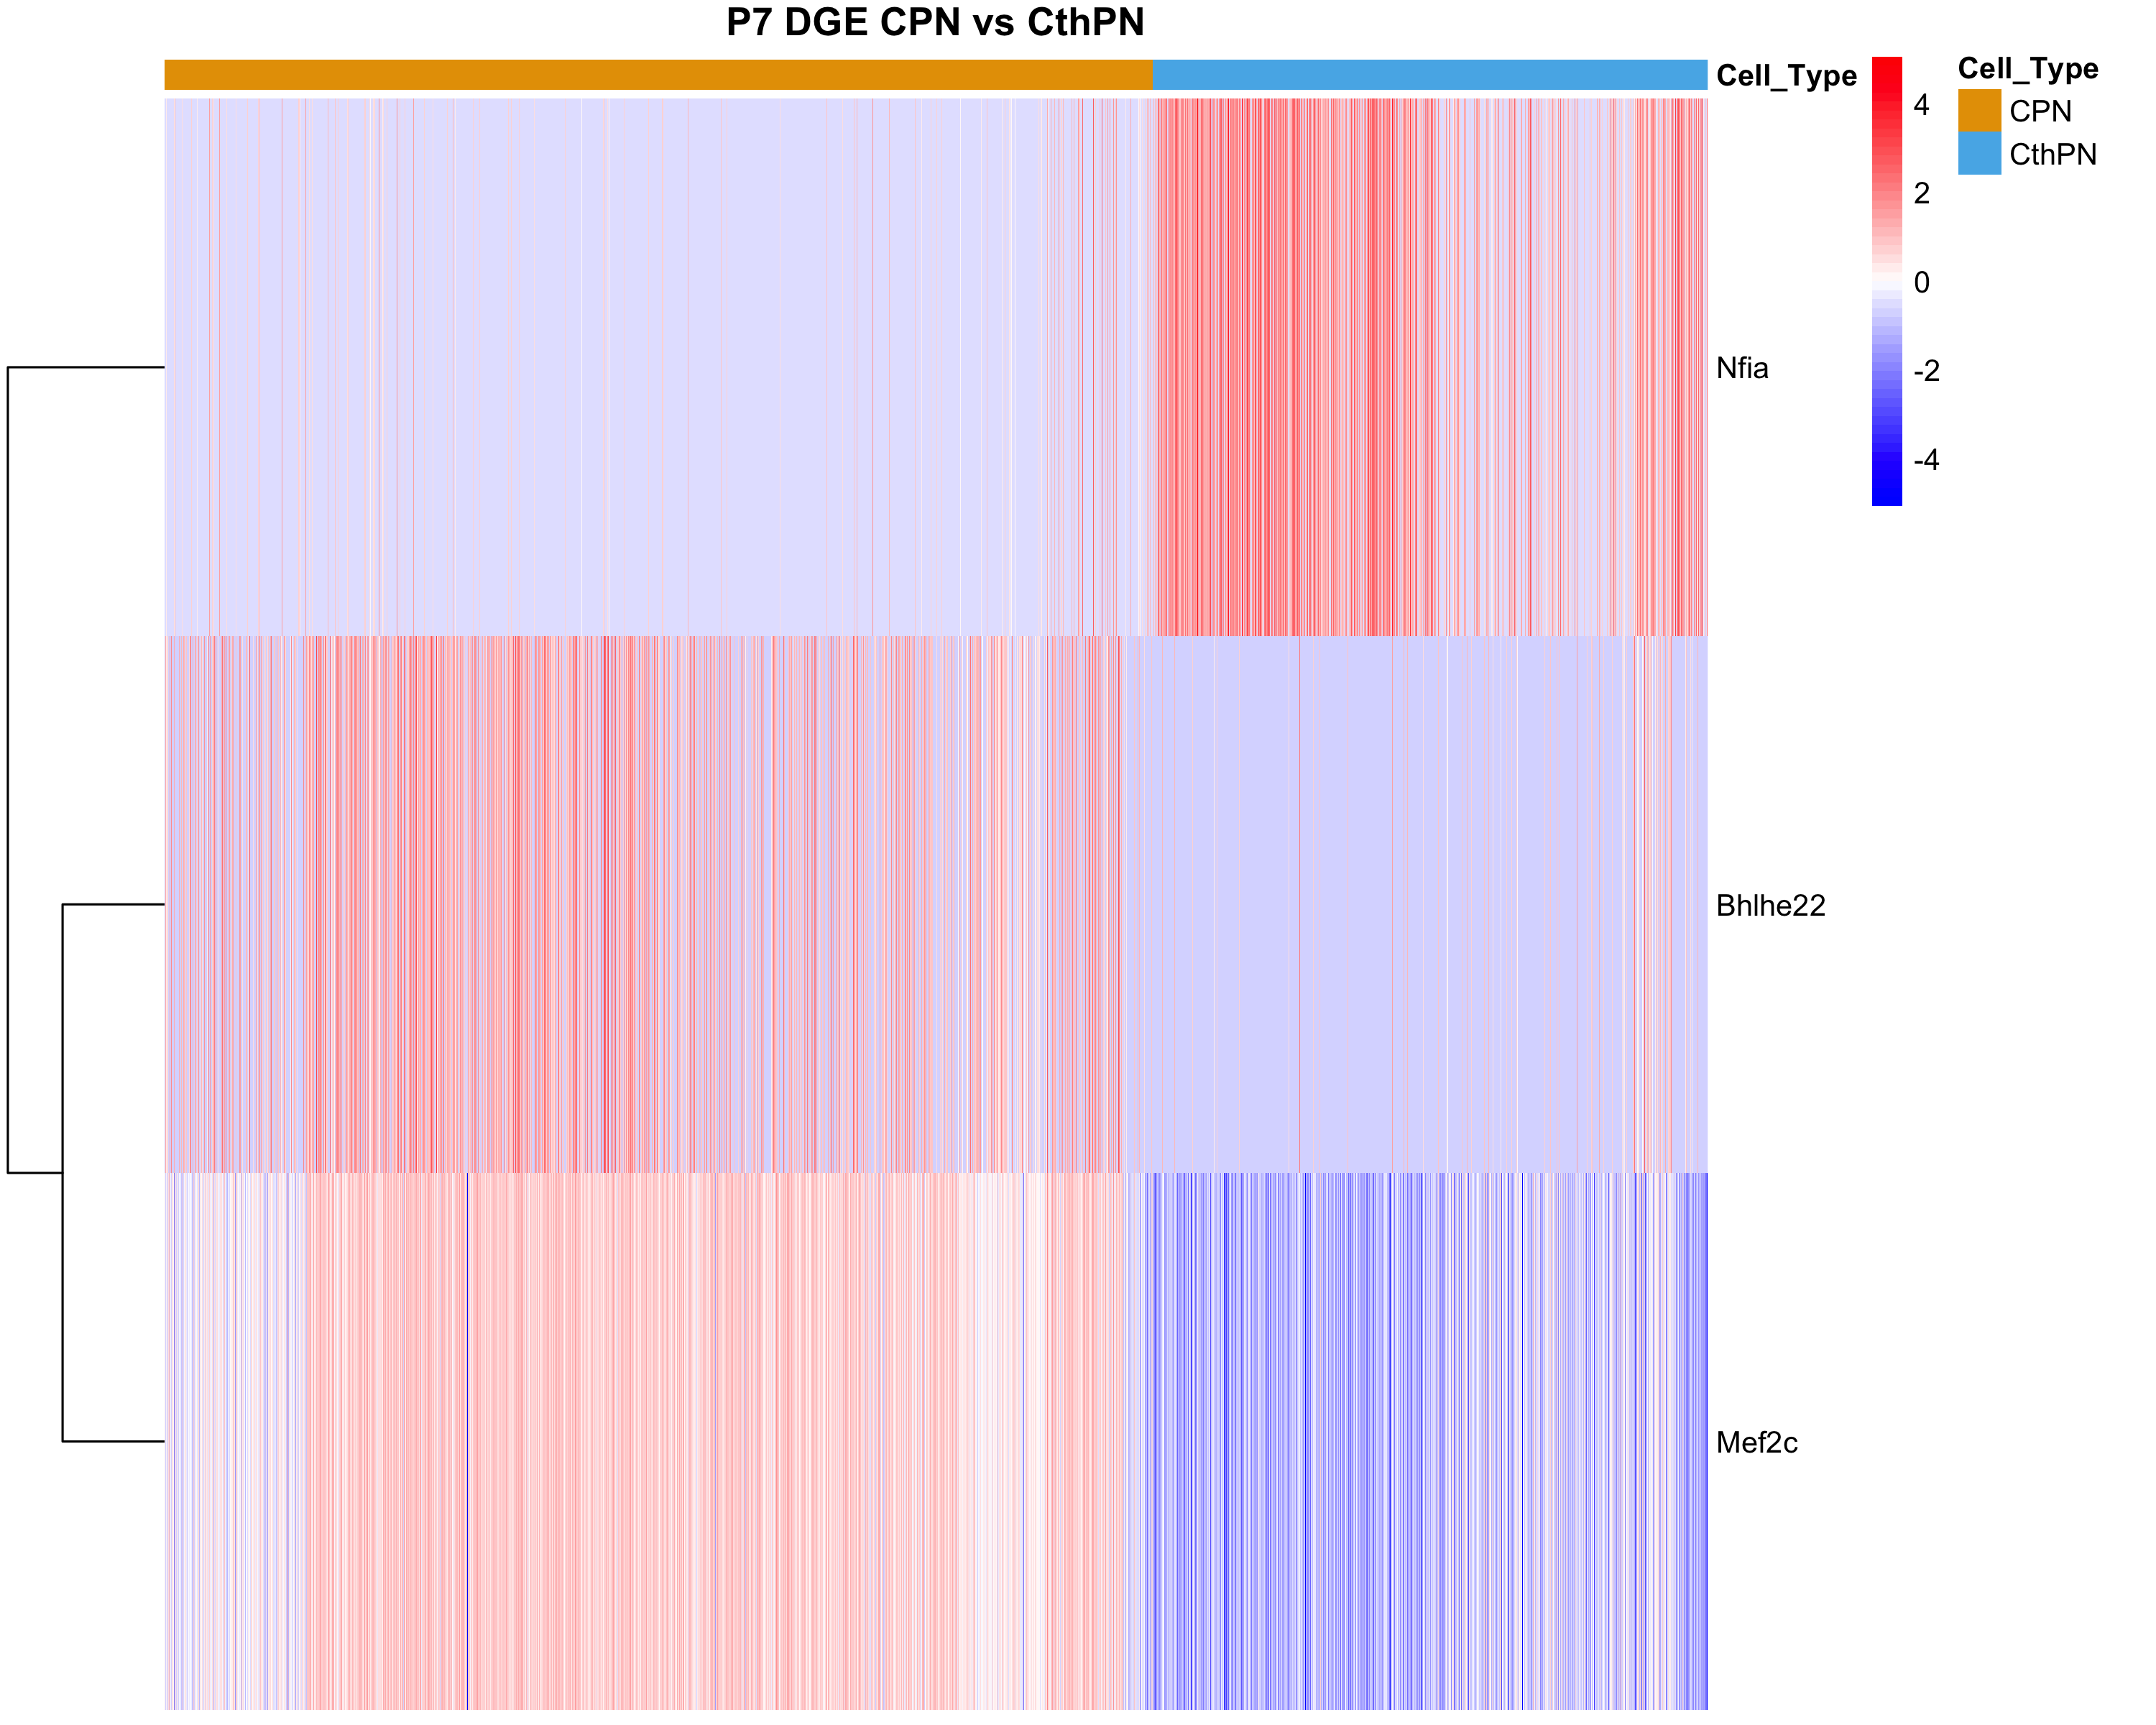 P7 DGE CPN vs CthPN
Cell_Type
4
2
0
-2
-4
Cell_Type
CPN
CthPN
Nfia
Bhlhe22
Mef2c